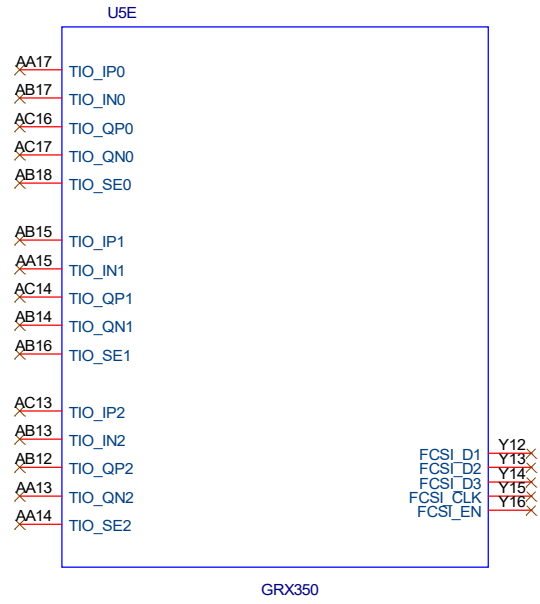 U5E
AA17 TIO_IP0
AB17 TIO_IN0
AC16 TIO_QP0
AC17 TIO_QN0
AB18 TIO_SE0
AB15 TIO_IP1
AA15 TIO_IN1
AC14 TIO_QP1
AB14 TIO_QN1
AB16 TIO_SE1
AC13 TIO_IP2
AB13 TIO_IN2
AB12 TIO_QP2
AA13 TIO_QN2
AA14 TIO_SE2
FCSI_D1 Y12
FCSI_D2 Y13
FCSI_D3 Y14
FCSI_CLK Y15
FCSI_EN Y16
GRX350